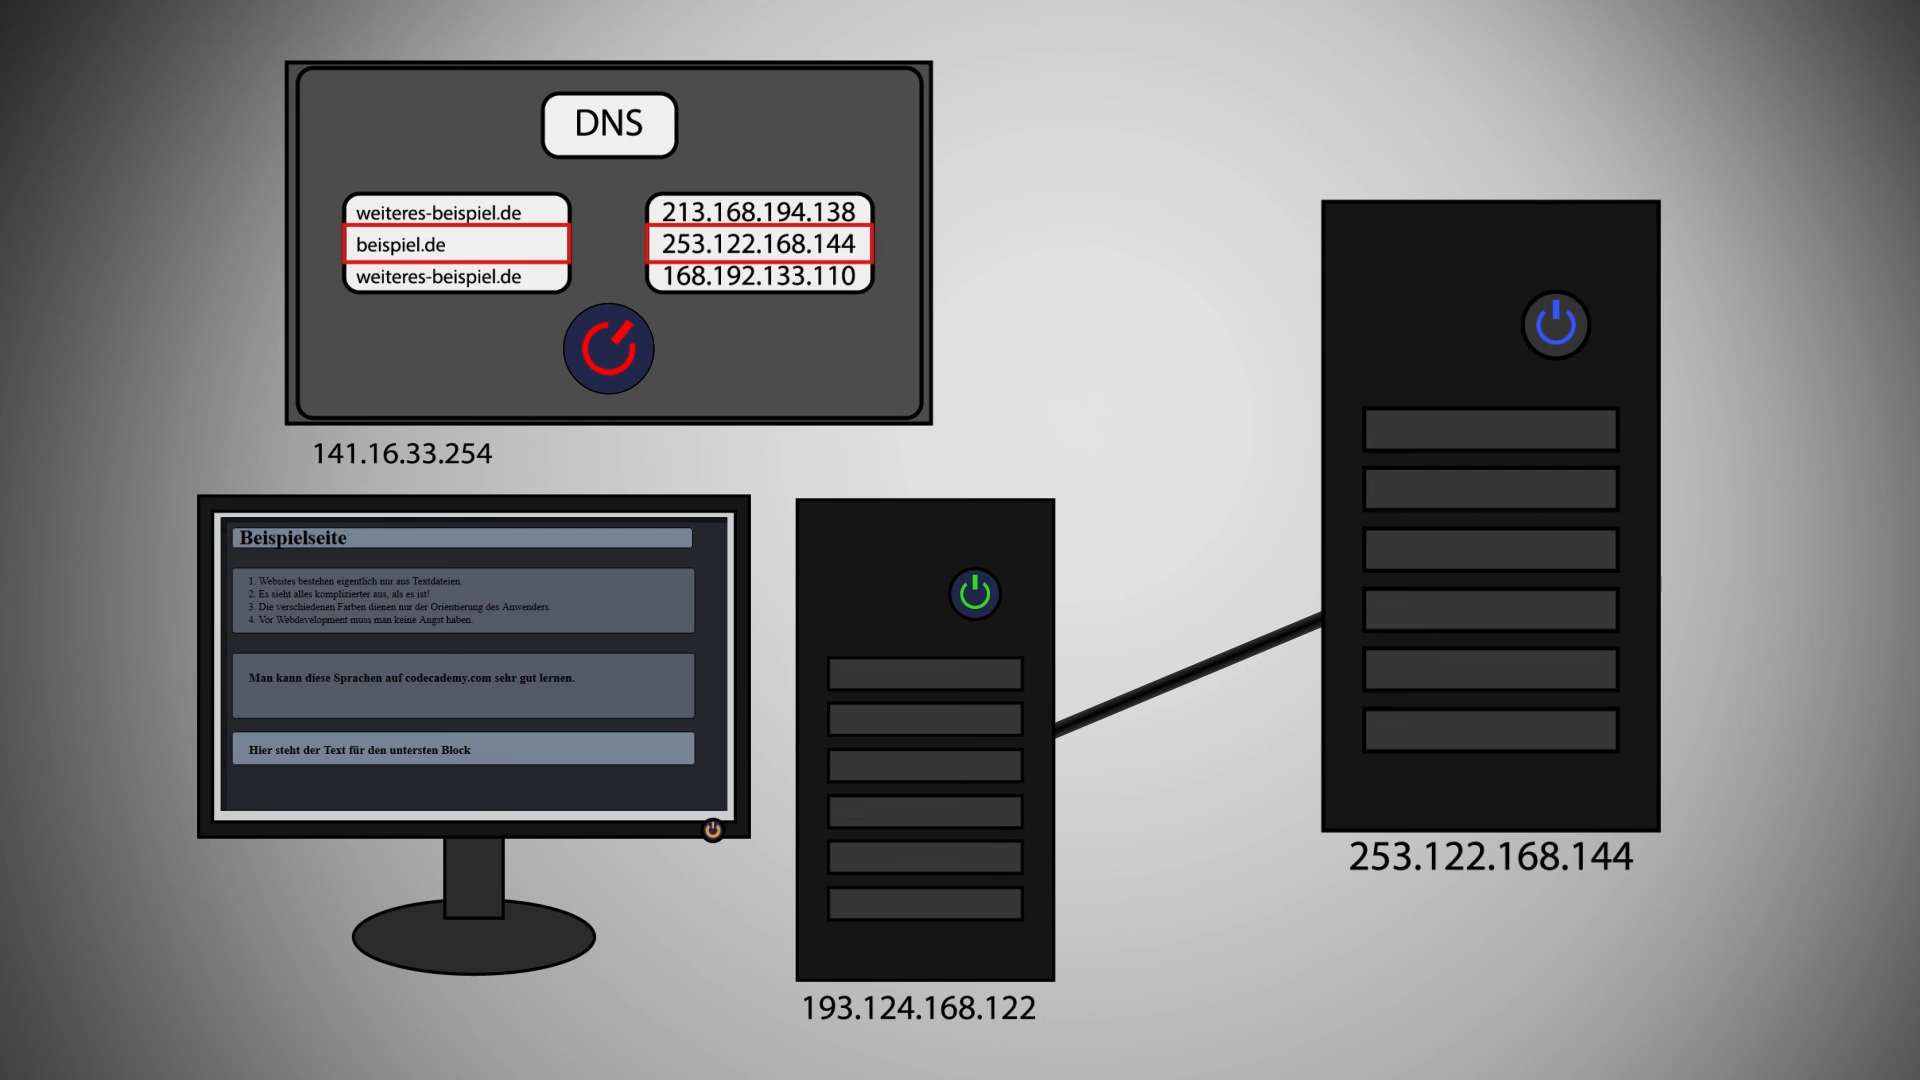 DNS
weiteres-beispiel.de
beispiel.de
weiteres-beispiel.de
213.168.194.138
253.122.168.144
168.192.133.110
141.16.33.254
Beispielseite
1. Websites bestehen eigentlich nur aus Textdateien.
2. Es sieht alles komplizierter aus, als es ist!
3. Die verschiedenen Farben dienen nur der Orientierung des Anwenders.
4. Vor Webdevelopment muss man keine Angst haben.
Man kann diese Sprachen auf codecademy.com sehr gut lernen.
Hier steht der Text für den untersten Block
193.124.168.122
253.122.168.144